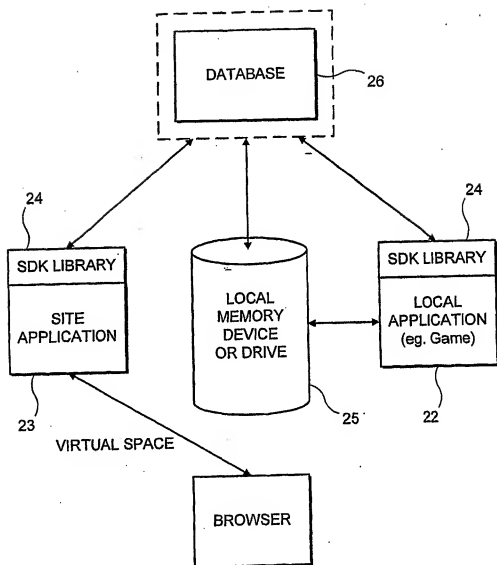 DATABASE
26
24
SDK LIBRARY
SITE
APPLICATION
23
LOCAL
MEMORY
DEVICE
OR DRIVE
25
24
SDK LIBRARY
LOCAL
APPLICATION
(eg. Game)
22
VIRTUAL SPACE
BROWSER